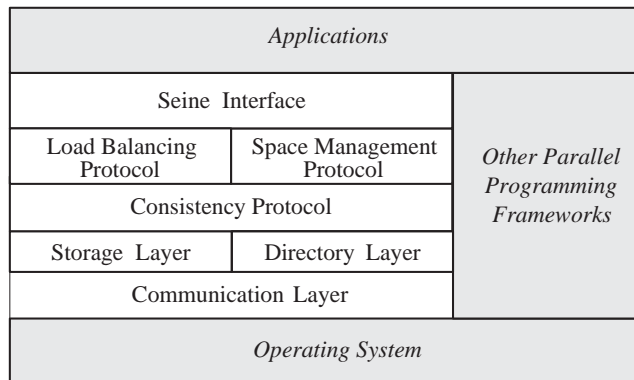 Applications
Seine Interface
Load Balancing
Protocol
Space Management
Protocol
Other Parallel
Programming
Frameworks
Consistency Protocol
Storage Layer
Directory Layer
Communication Layer
Operating System